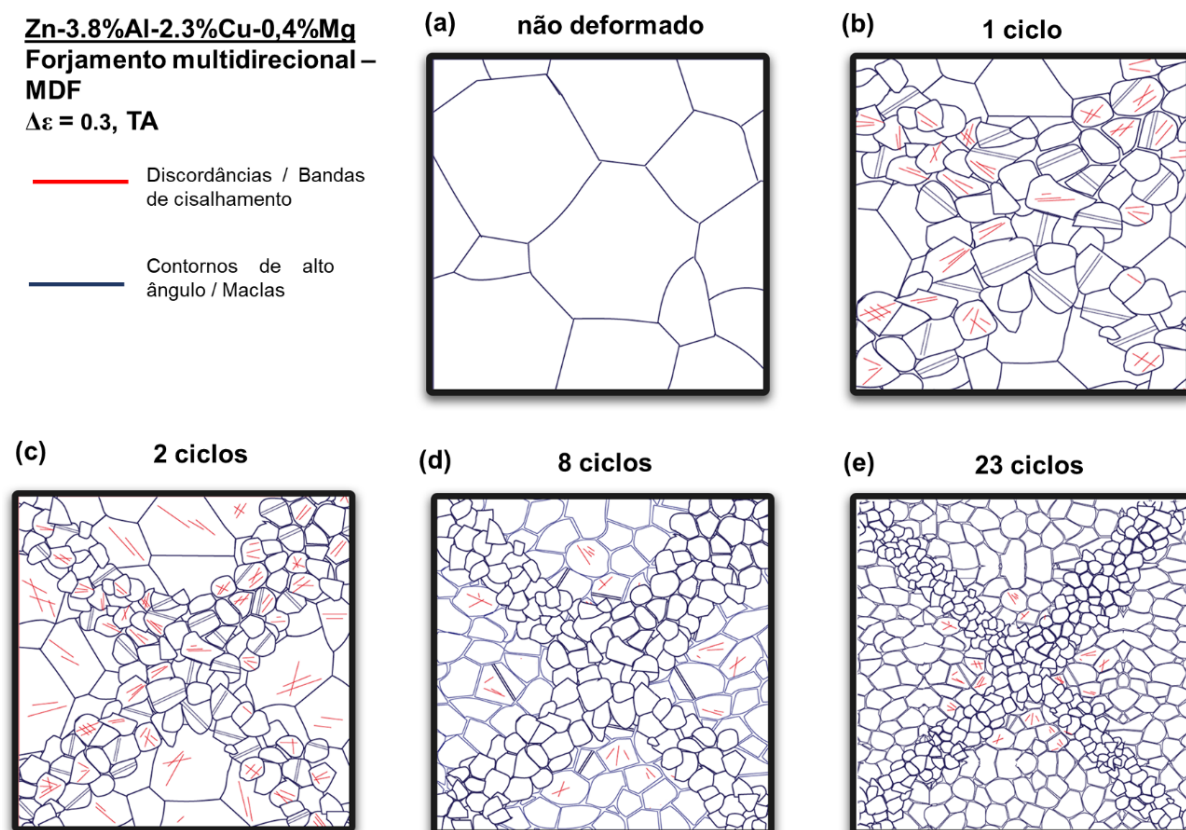 Zn-3.8%Al-2.3%Cu-0,4%Mg
Forjamento multidirecional –
MDF
Δε = 0.3, TA
Discordâncias / Bandas
de cisalhamento
Contornos de alto
ângulo / Maclas
(a) não deformado
(b) 1 ciclo
(c) 2 ciclos
(d) 8 ciclos
(e) 23 ciclos